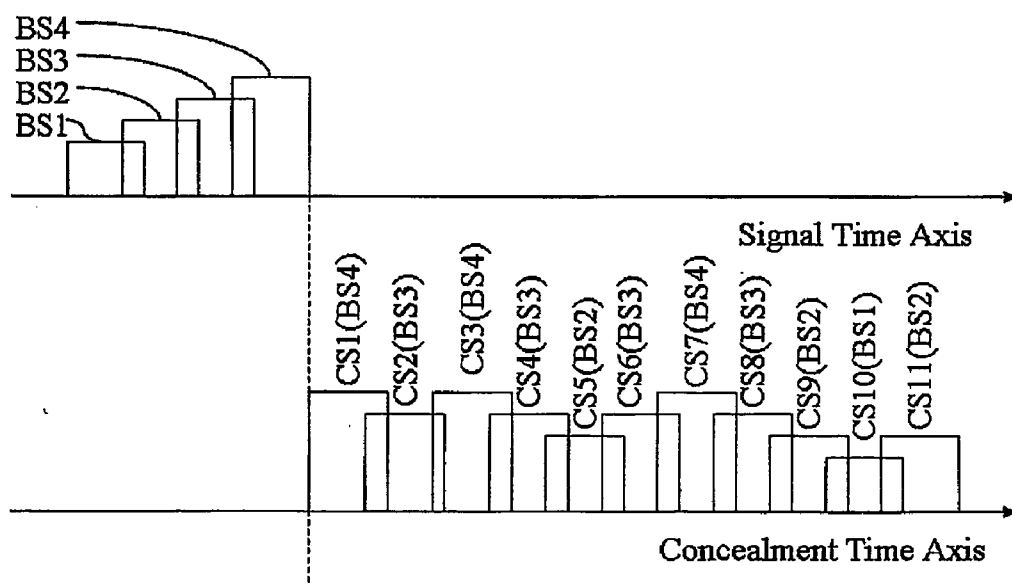 BS4
BS3
BS2
BS1
Signal Time Axis
CS1(BS4)
CS2(BS3)
CS3(BS4)
CS4(BS3)
CS5(BS2)
CS6(BS3)
CS7(BS4)
CS8(BS3)
CS9(BS2)
CS10(BS1)
CS11(BS2)
Concealment Time Axis